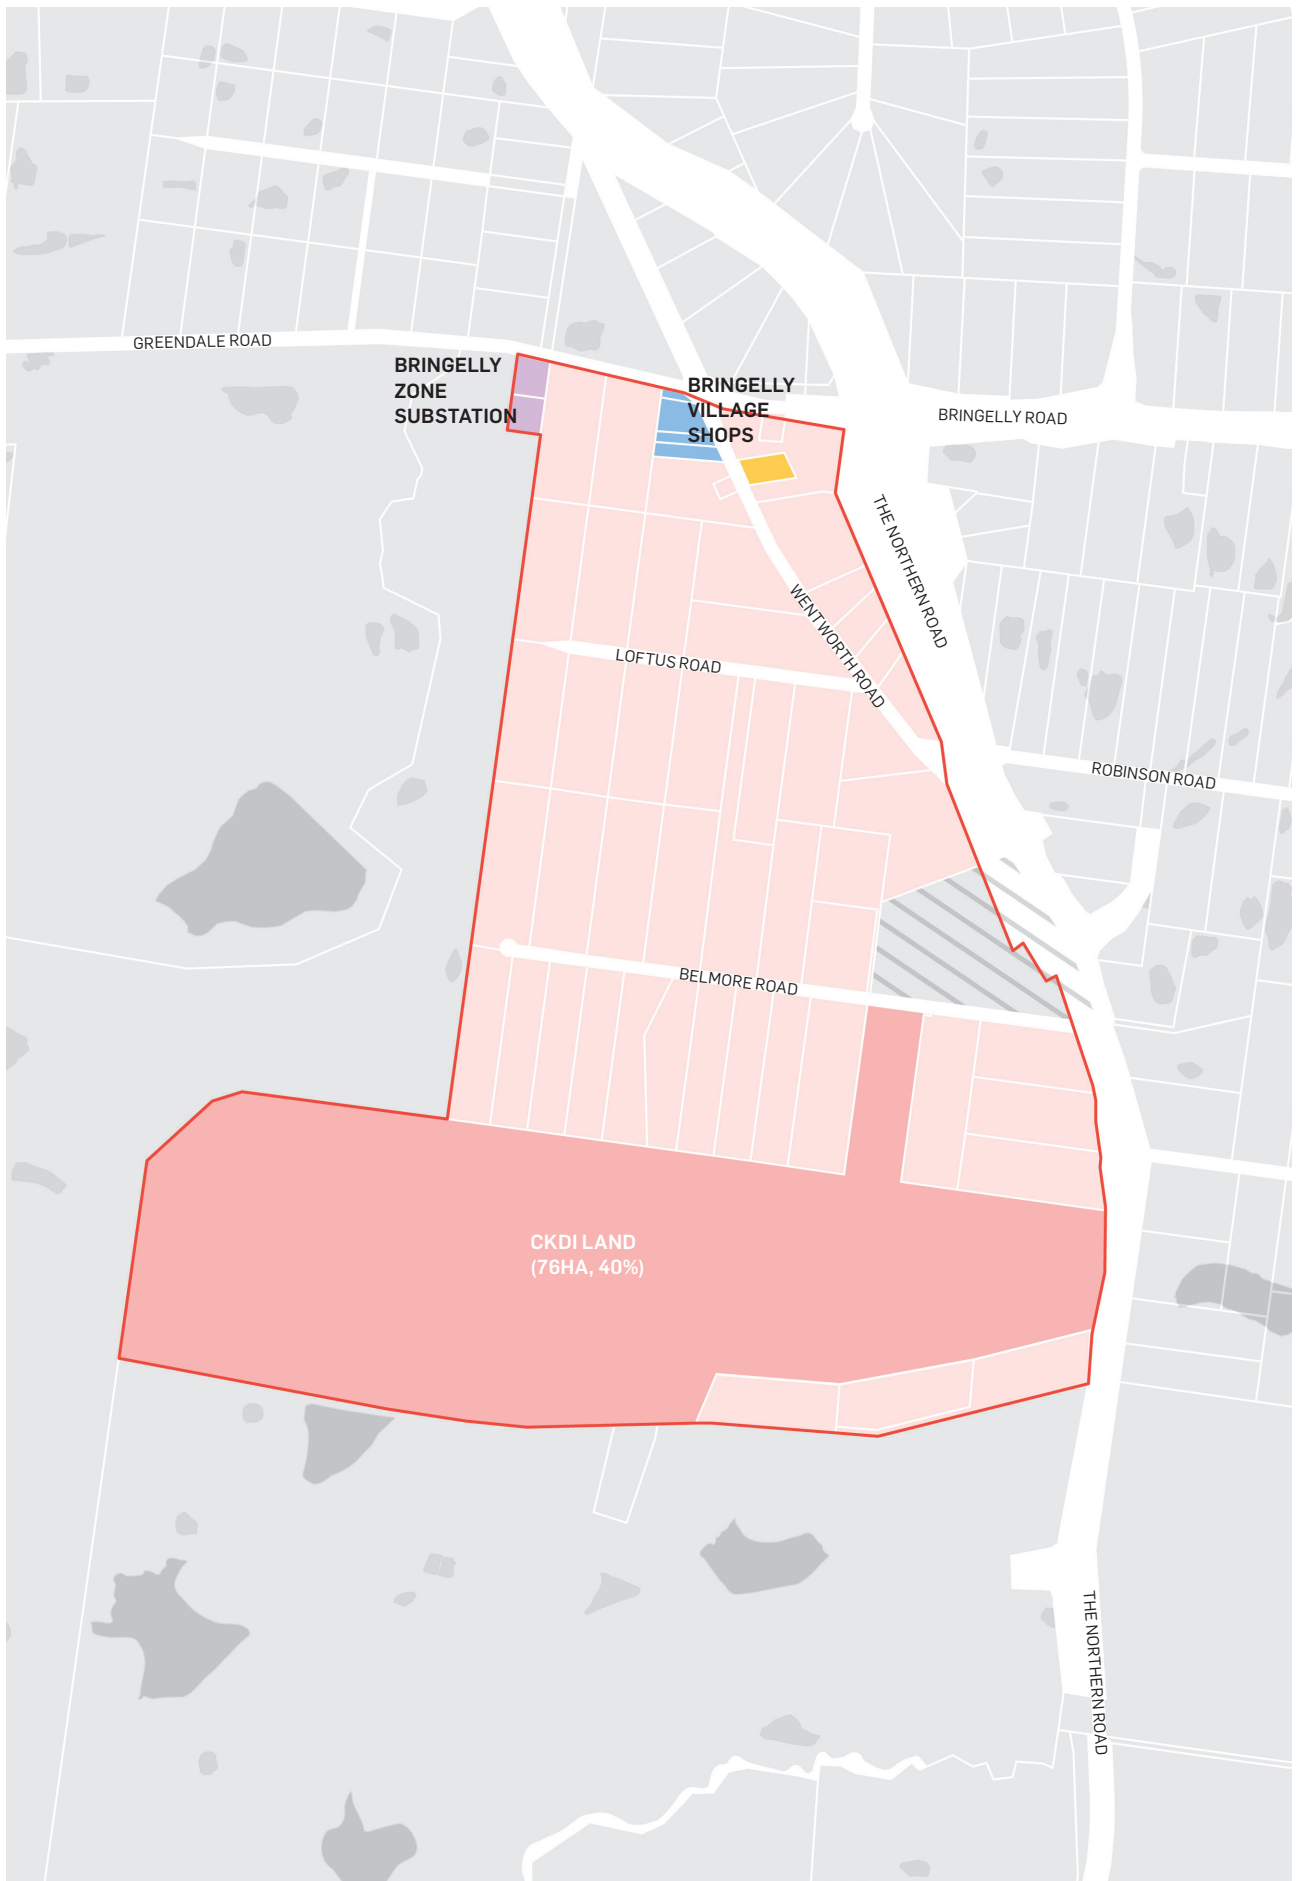 GREENDALE ROAD
BRINGELLY
ZONE
SUBSTATION
BRINGELLY
VILLAGE
SHOPS
BRINGELLY ROAD
THE NORTHERN ROAD
WENTWORTH ROAD
LOFTUS ROAD
ROBINSON ROAD
BELMORE ROAD
CKDI LAND
(76HA, 40%)
THE NORTHERN ROAD